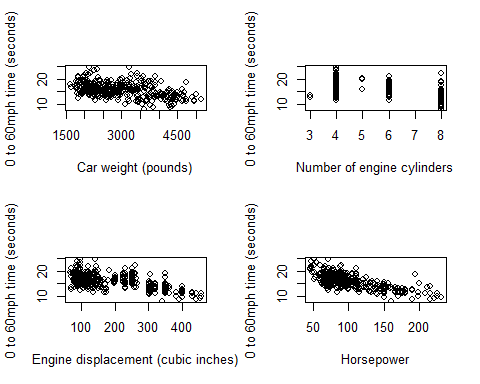 0 to 60mph time (seconds)
10 20
1500 3000 4500
Car weight (pounds)
0 to 60mph time (seconds)
10 20
3 4 5 6 7 8
Number of engine cylinders
0 to 60mph time (seconds)
10 20
100 200 300 400
Engine displacement (cubic inches)
0 to 60mph time (seconds)
10 20
50 100 150 200
Horsepower